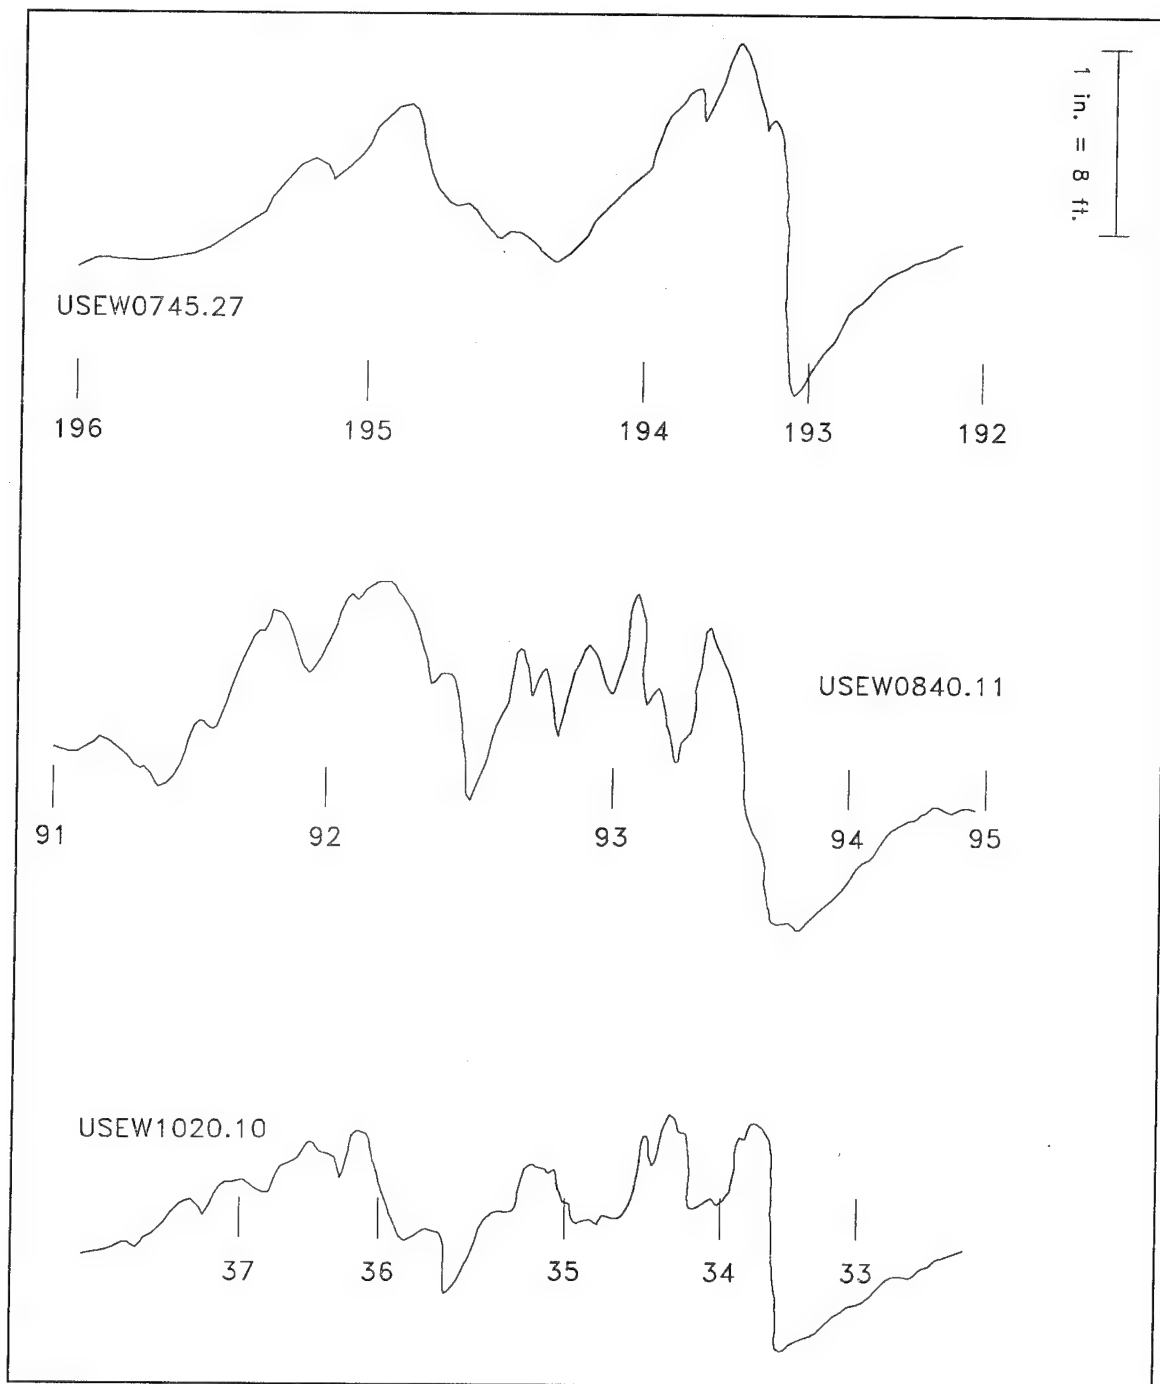 1 in. = 8 ft.
USEW0745.27
196 195 194 193 192
USEW0840.11
91 92 93 94 95
USEW1020.10
37 36 35 34 33